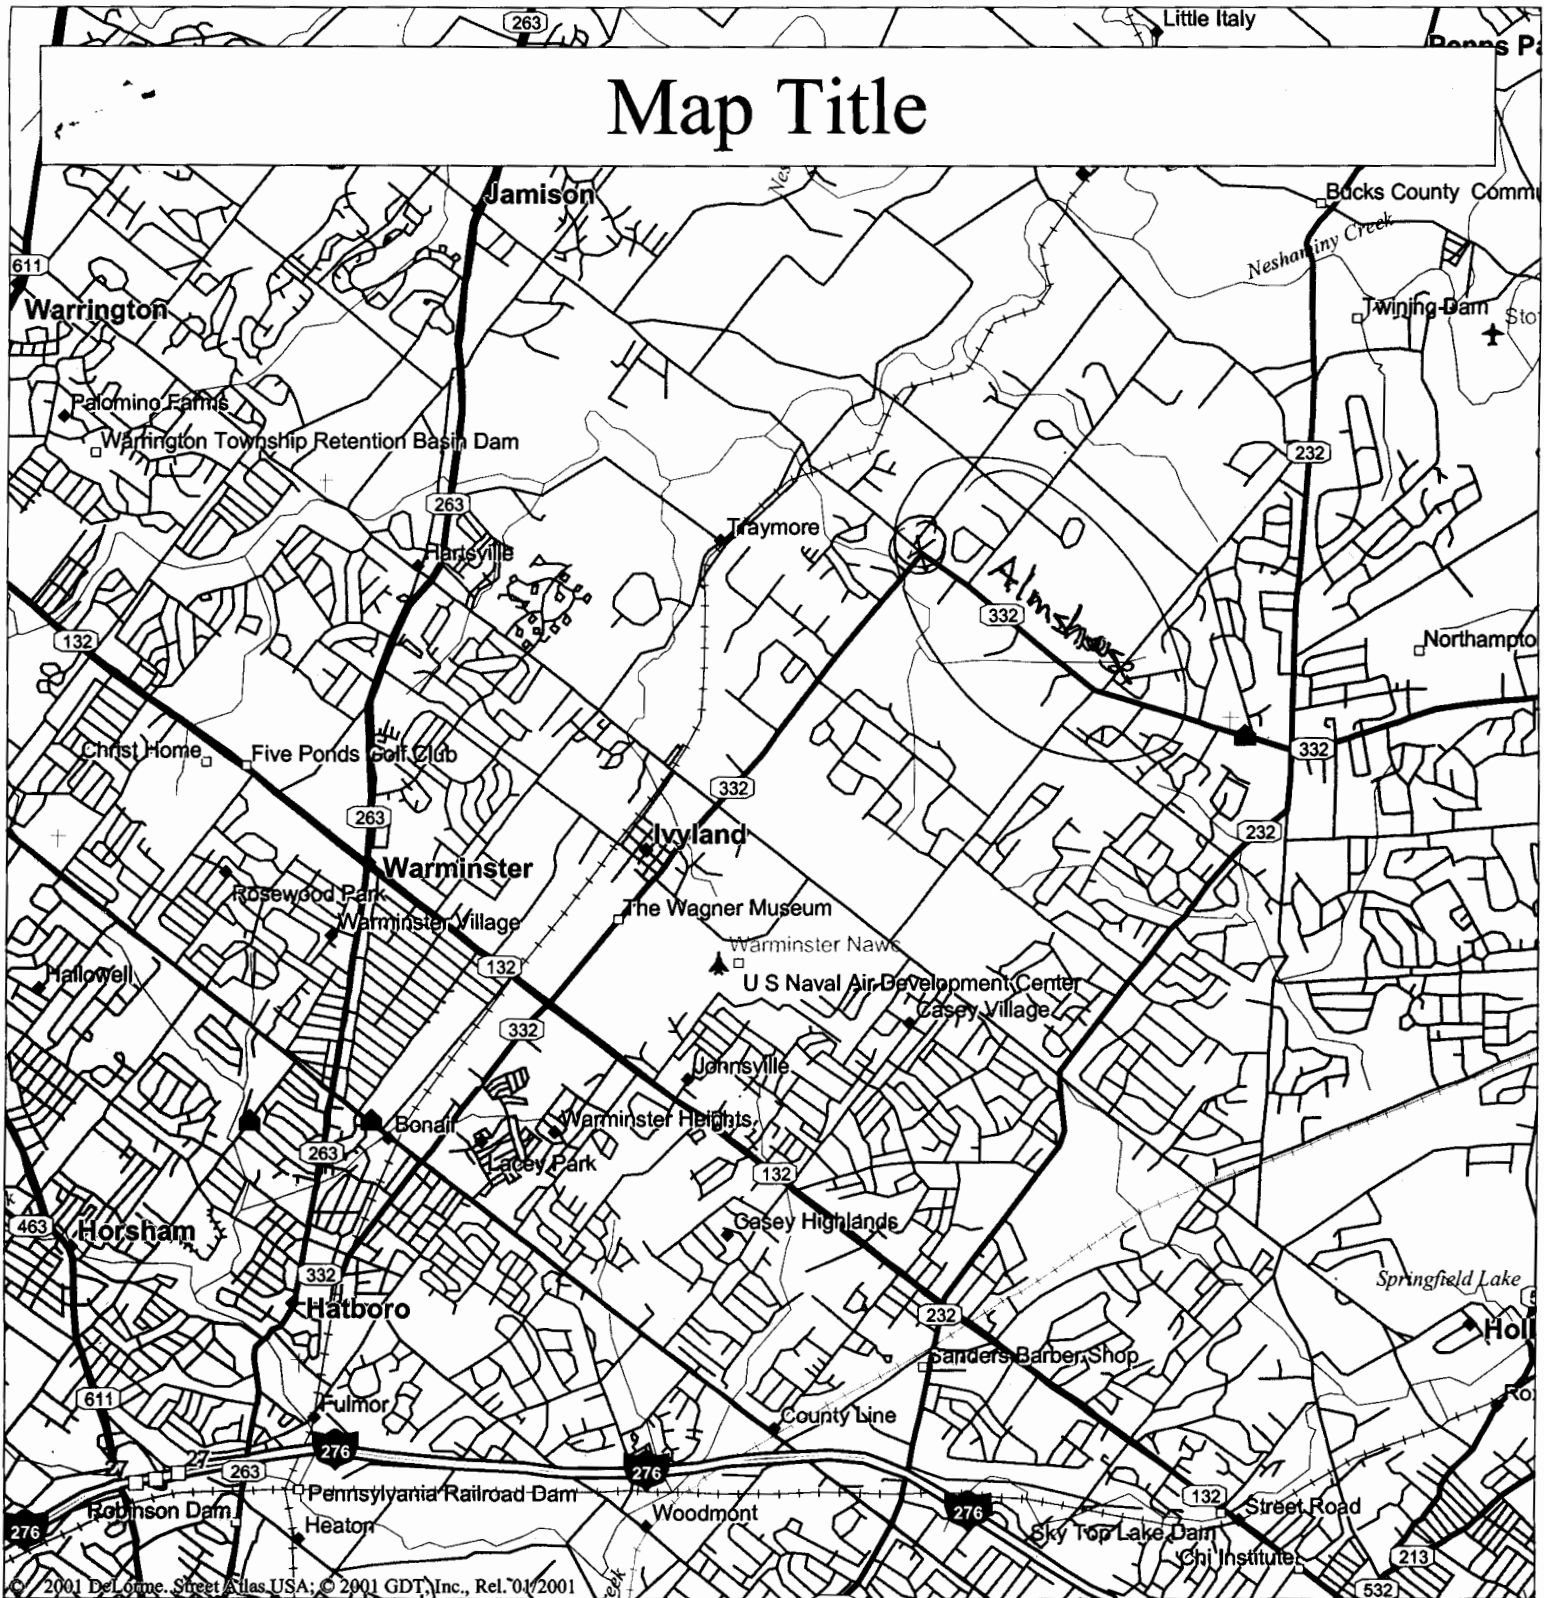 263
Little Italy
Map Title
Jamison
Bucks County Commu
Neshaminy Creek
611
Warrington
Twining Dam
Palomino Farms
Warrington Township Retention Basin Dam
232
263
Traymore
Hartsville
Almshouse
332
132
Northampto
Christ Home
Five Ponds Golf Club
332
332
263
Ivyland
232
Warminster
Rosewood Park
The Wagner Museum
Warminster Village
Warminster Nawc
132
Hallowell
U S Naval Air Development Center
Casey Village
332
Johnsville
Warminster Heights
Bonair
263
Lacey Park
132
463
Horsham
Casey Highlands
332
Springfield Lake
Hatboro
232
Holl
Sanders Barber Shop
611
Fulmor
County Line
276
27
27
263
276
Pennsylvania Railroad Dam
132
Robinson Dam
Woodmont
276
Street Road
276
Heaton
Sky Top Lake Dam
Chi Institute
213
© 2001 DeLorme. Street Atlas USA; © 2001 GDT, Inc., Rel. 01/2001
532